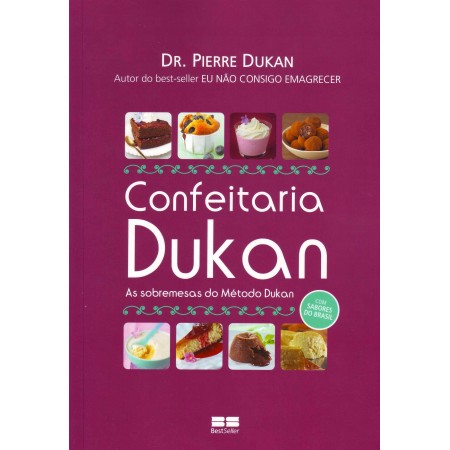 DR. PIERRE DUKAN
Autor do best-seller EU NÃO CONSIGO EMAGRECER
Confeitaria
Dukan
As sobremesas do Método Dukan
COM
SABORES
DO BRASIL
BS
BestSeller